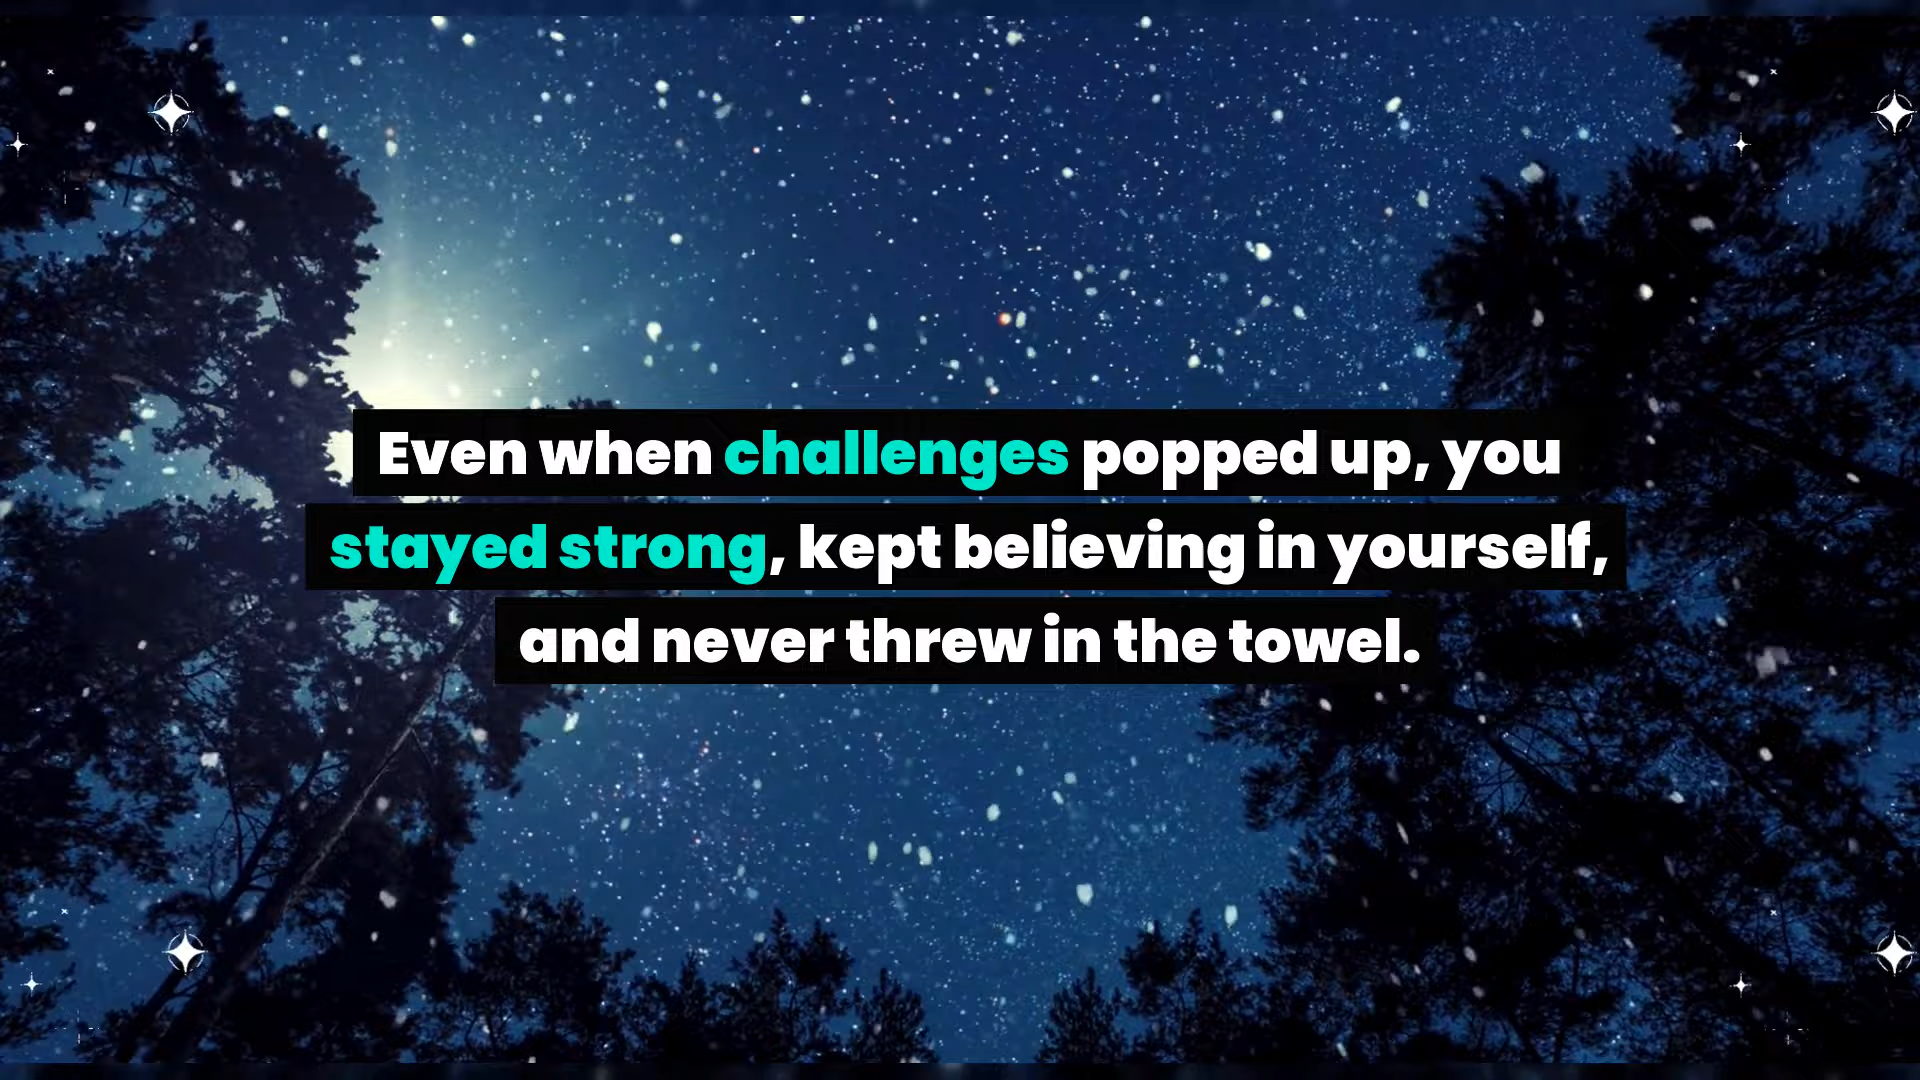 Even when challenges popped up, you
stayed strong, kept believing in yourself,
and never threw in the towel.